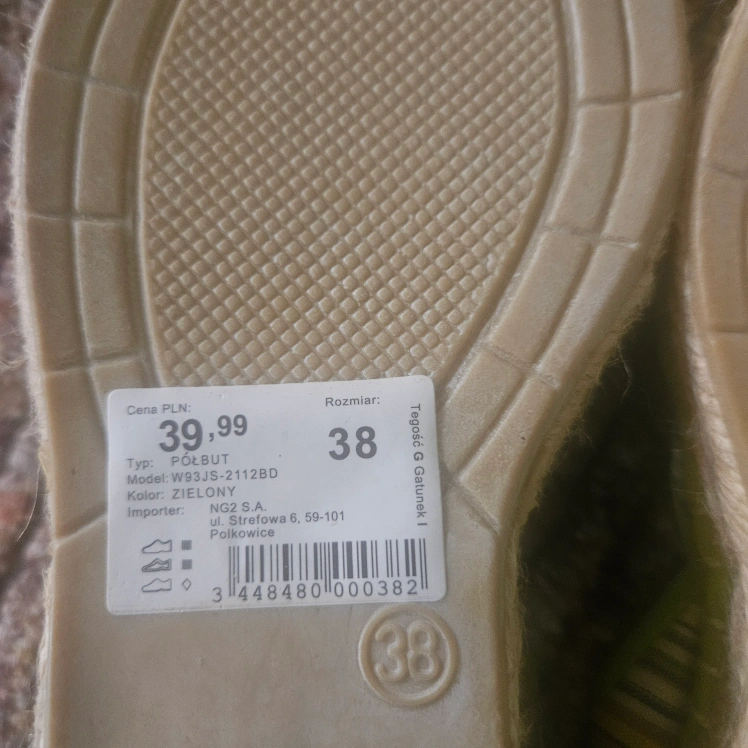 Cena PLN:
39,99
Rozmiar:
38
Typ: PÓŁBUT
Model: W93JS-2112BD
Kolor: ZIELONY
Importer: NG2 S.A.
ul. Strefowa 6, 59-101
Polkowice
Tegość G Gatunek I
3 448480 000382
38